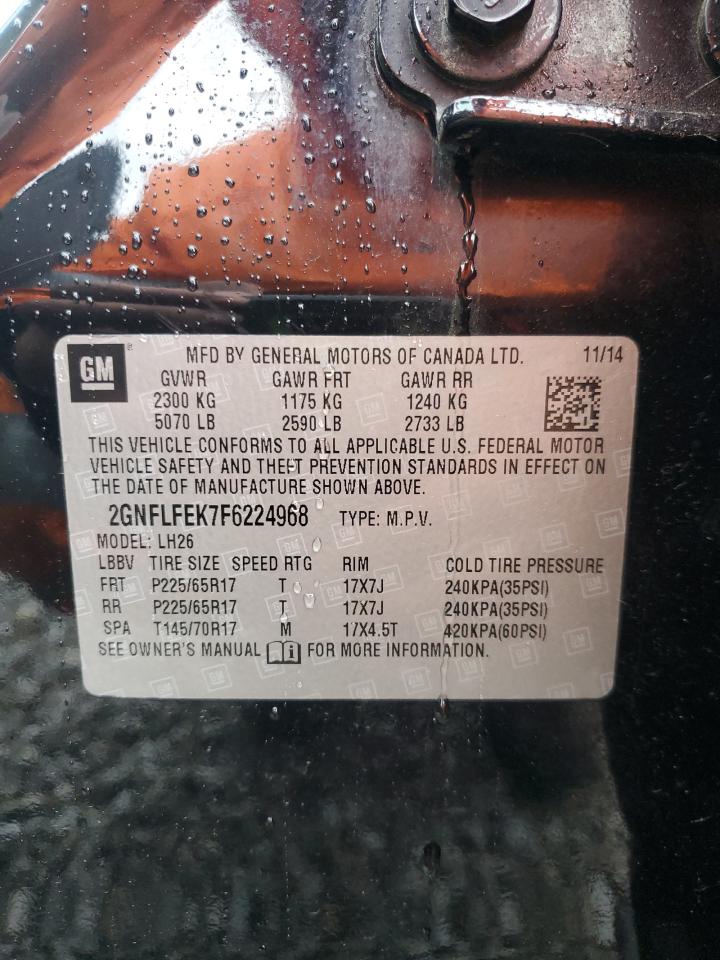 GM ® MFD BY GENERAL MOTORS OF CANADA LTD. 11/14
GVWR GAWR FRT GAWR RR
2300 KG 1175 KG 1240 KG
5070 LB 2590 LB 2733 LB
THIS VEHICLE CONFORMS TO ALL APPLICABLE U.S. FEDERAL MOTOR
VEHICLE SAFETY AND THEFT PREVENTION STANDARDS IN EFFECT ON
THE DATE OF MANUFACTURE SHOWN ABOVE.
2GNFLFEK7F6224968 TYPE: M.P.V.
MODEL: LH26
LBBV TIRE SIZE SPEED RTG RIM COLD TIRE PRESSURE
FRT P225/65R17 T 17X7J 240KPA(35PSI)
RR P225/65R17 T 17X7J 240KPA(35PSI)
SPA T145/70R17 M 17X4.5T 420KPA(60PSI)
SEE OWNER'S MANUAL FOR MORE INFORMATION.